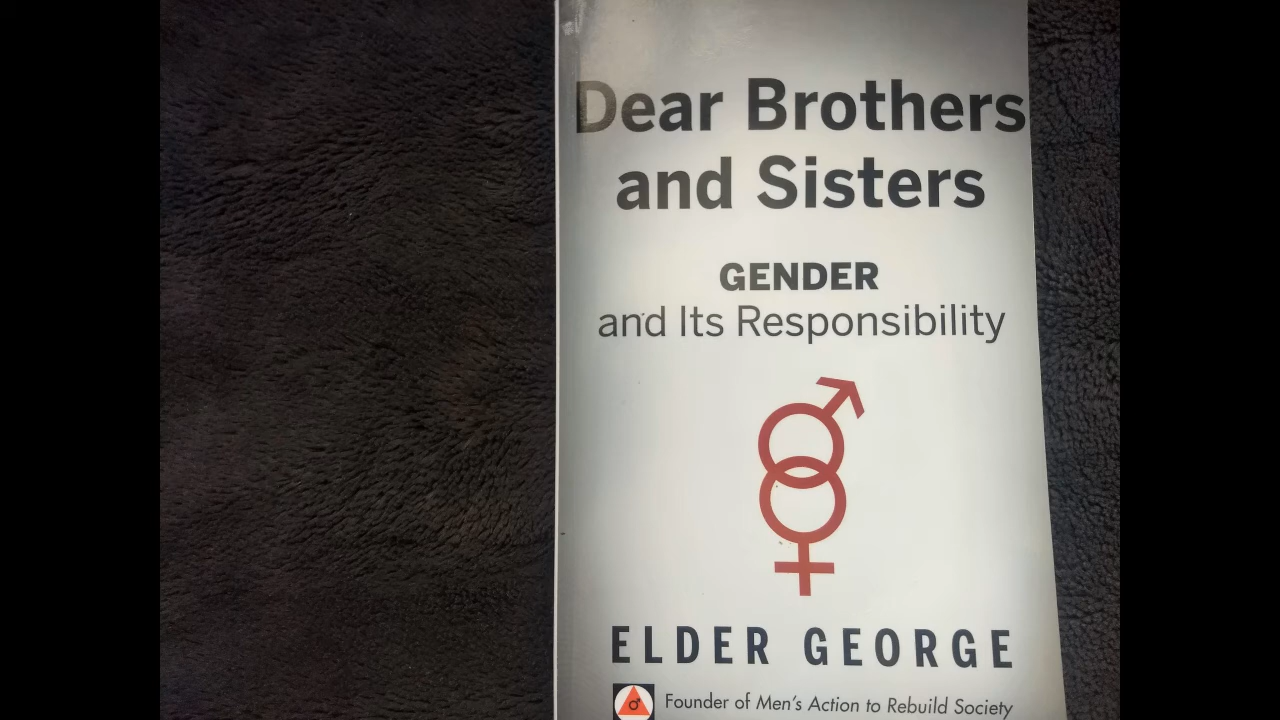 Dear Brothers
and Sisters
GENDER
and Its Responsibility
ELDER GEORGE
Founder of Men's Action to Rebuild Society